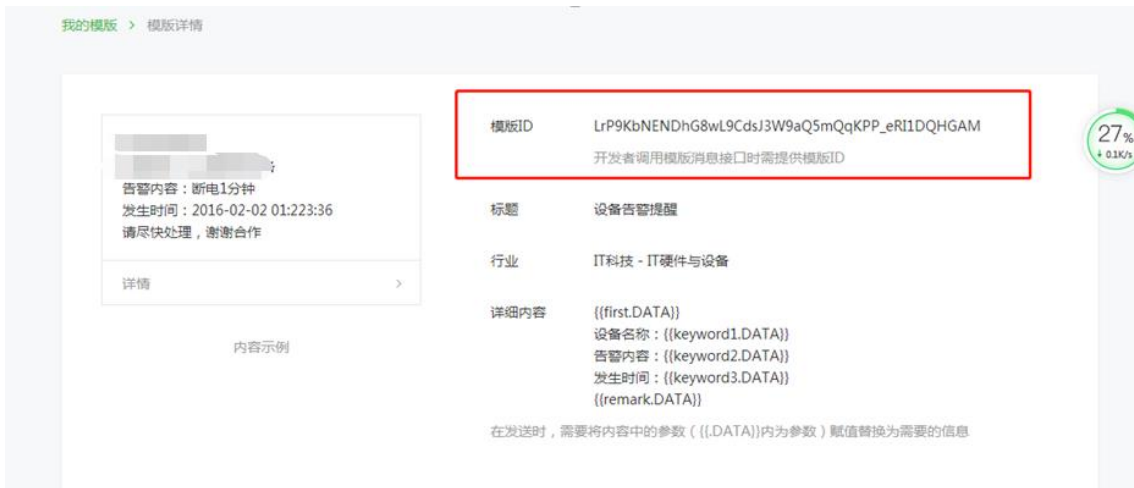 我的模版 > 模版详情
告警内容：断电1分钟
发生时间：2016-02-02 01:223:36
请尽快处理，谢谢合作
详情
内容示例
模版ID LrP9KbNENDhG8wL9CdsJ3W9aQ5mQqKPP_eRI1DQHGAM
开发者调用模版消息接口时需提供模版ID
标题 设备告警提醒
行业 IT科技 - IT硬件与设备
详细内容 {{first.DATA}}
设备名称：{{keyword1.DATA}}
告警内容：{{keyword2.DATA}}
发生时间：{{keyword3.DATA}}
{{remark.DATA}}
在发送时，需要将内容中的参数（{{.DATA}}内为参数）赋值替换为需要的信息
27%
0.1K/s